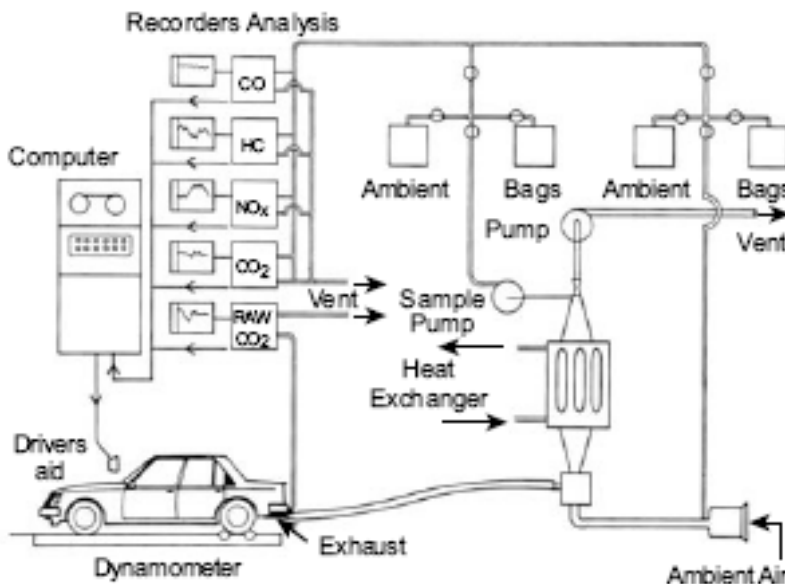 Recorders Analysis
CO
HC
NOx
CO2
RAW
CO2
Computer
Ambient
Bags
Ambient
Bags
Pump
Vent
Vent
Sample
Pump
Heat
Exchanger
Drivers
aid
Exhaust
Dynamometer
Ambient Air